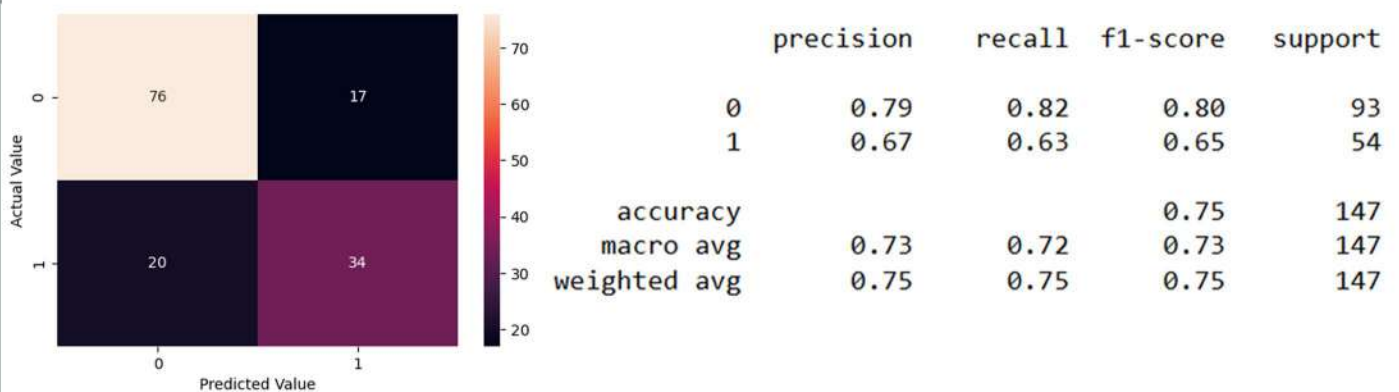 76 17
20 34
0
1
Actual Value
0 1
Predicted Value
70
60
50
40
30
20
precision recall f1-score support
0 0.79 0.82 0.80 93
1 0.67 0.63 0.65 54
accuracy 0.75 147
macro avg 0.73 0.72 0.73 147
weighted avg 0.75 0.75 0.75 147